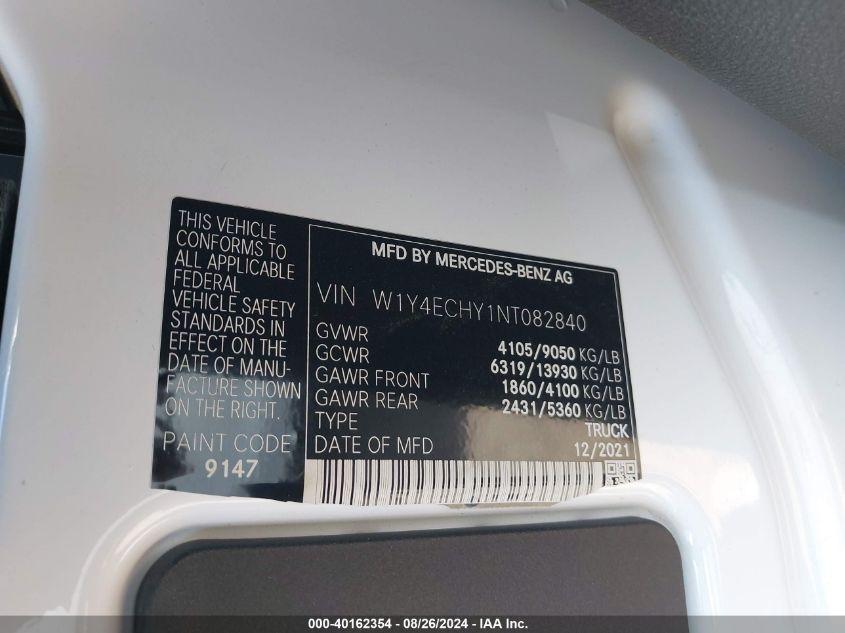 THIS VEHICLE
CONFORMS TO
ALL APPLICABLE
FEDERAL
VEHICLE SAFETY
STANDARDS IN
EFFECT ON THE
DATE OF MANU-
FACTURE SHOWN
ON THE RIGHT.
PAINT CODE
9147
MFD BY MERCEDES-BENZ AG
VIN W1Y4ECHY1NT082840
GVWR 4105/9050 KG/LB
GCWR 6319/13930 KG/LB
GAWR FRONT 1860/4100 KG/LB
GAWR REAR 2431/5360 KG/LB
TYPE TRUCK
DATE OF MFD 12/2021
000-40162354 - 08/26/2024 - IAA Inc.